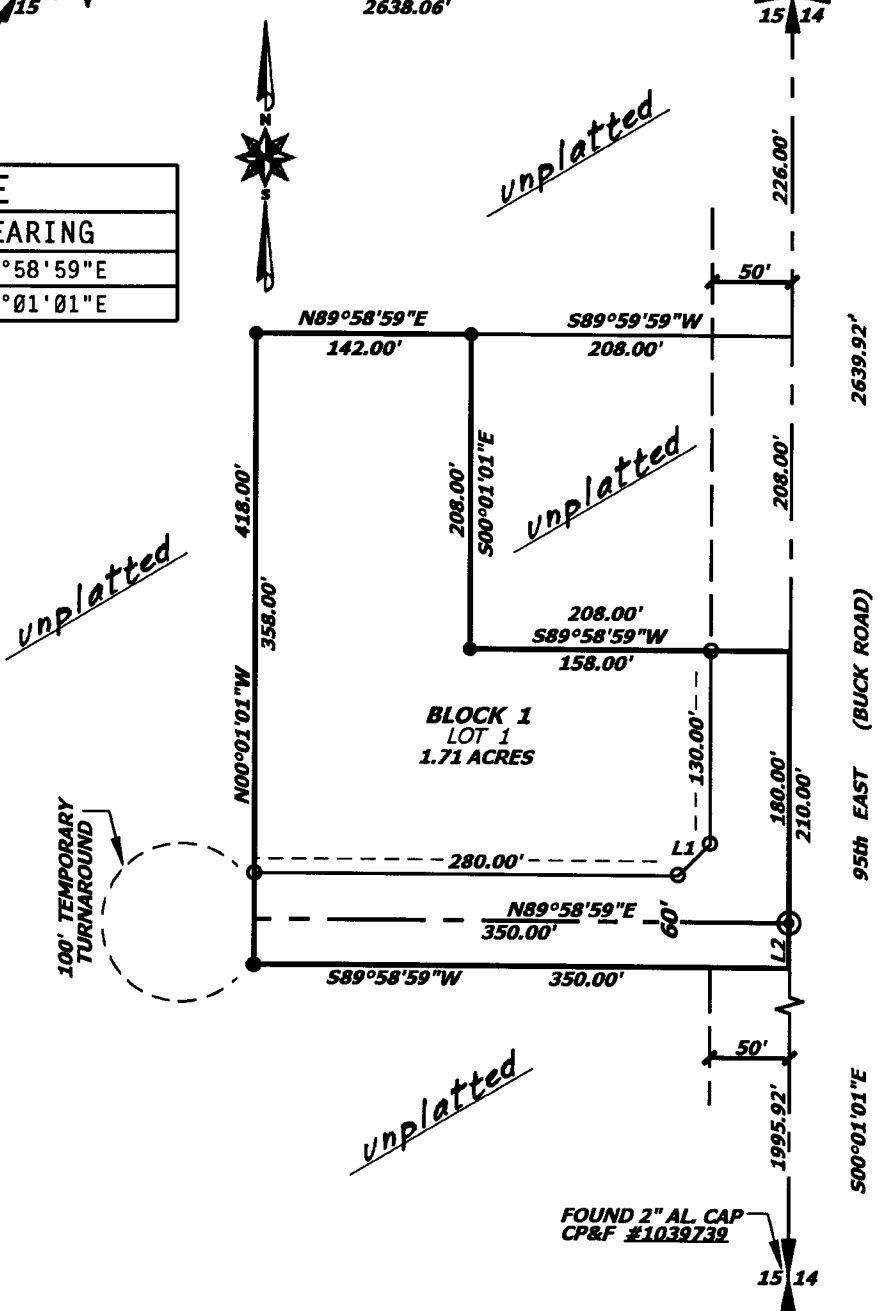 15
2638.06'
15 14
unplatted
226.00'
N
S
E
EARING
°58'59"E
°01'01"E
50'
N89°58'59"E
142.00'
S89°59'59"W
208.00'
2639.92'
418.00'
358.00'
N00°01'01"W
208.00'
S00°01'01"E
unplatted
208.00'
unplatted
208.00'
S89°58'59"W
158.00'
BLOCK 1
LOT 1
1.71 ACRES
130.00'
180.00'
210.00'
95th EAST (BUCK ROAD)
100' TEMPORARY
TURNAROUND
L1
280.00'
N89°58'59"E
350.00'
60'
L2
S89°58'59"W 350.00'
50'
unplatted
1995.92'
S00°01'01"E
FOUND 2" AL. CAP
CP&F #1039739
15 14